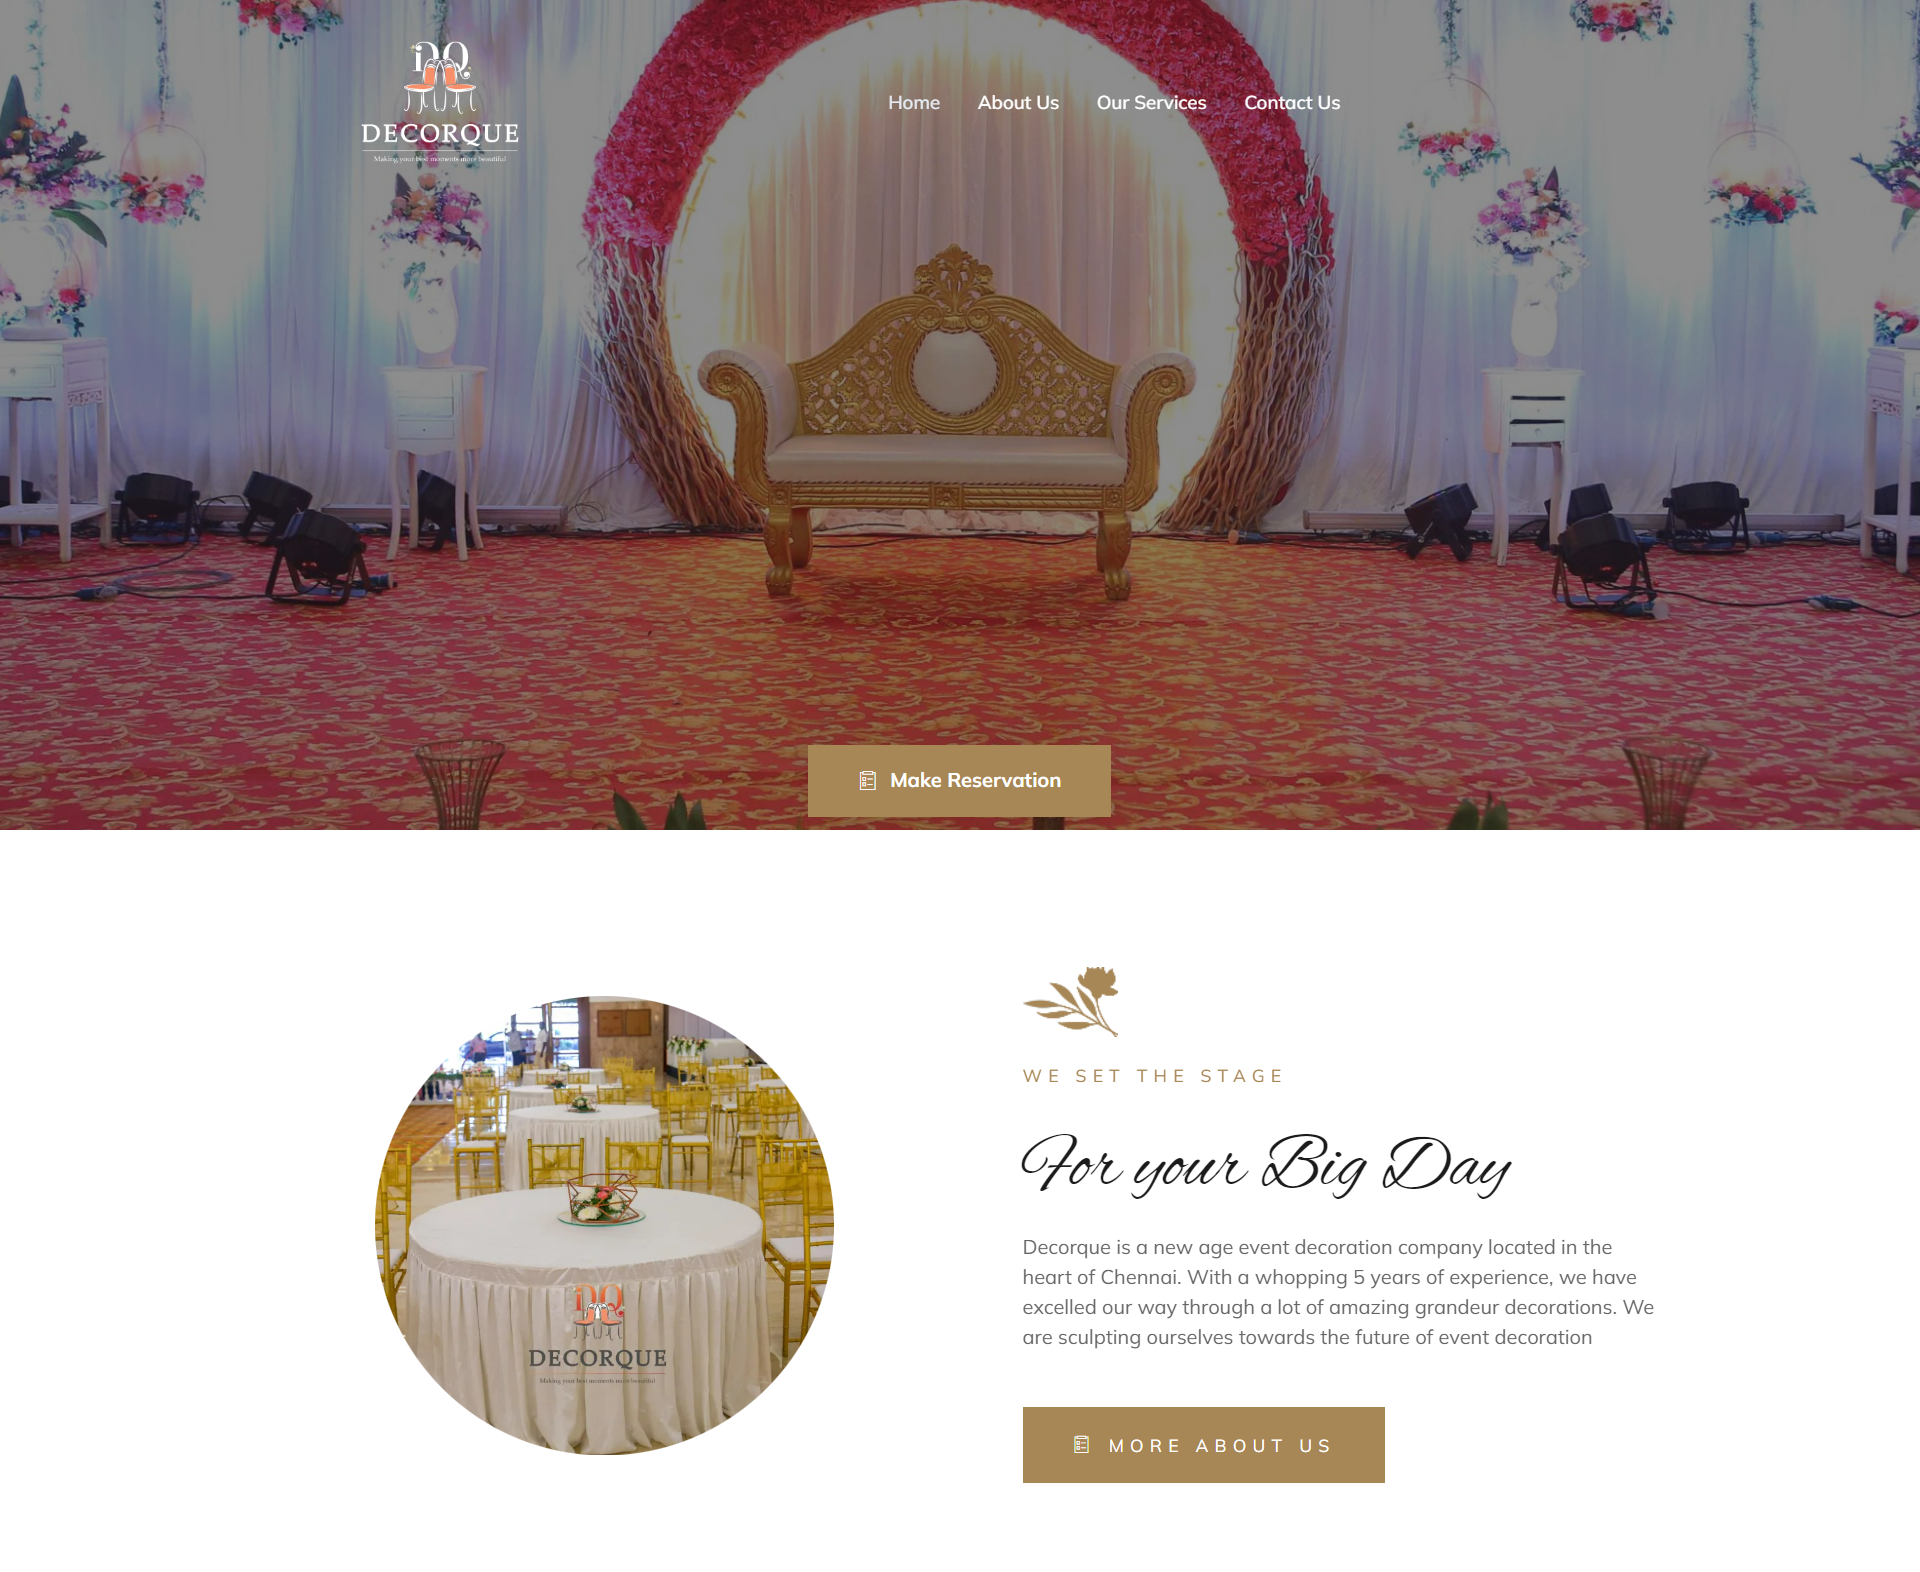 DQ
DECORQUE
Making your best moments more beautiful
Home
About Us
Our Services
Contact Us
Make Reservation
WE SET THE STAGE
For your Big Day
Decorque is a new age event decoration company located in the
heart of Chennai. With a whopping 5 years of experience, we have
excelled our way through a lot of amazing grandeur decorations. We
are sculpting ourselves towards the future of event decoration
MORE ABOUT US
DQ
DECORQUE
Making your best moments more beautiful